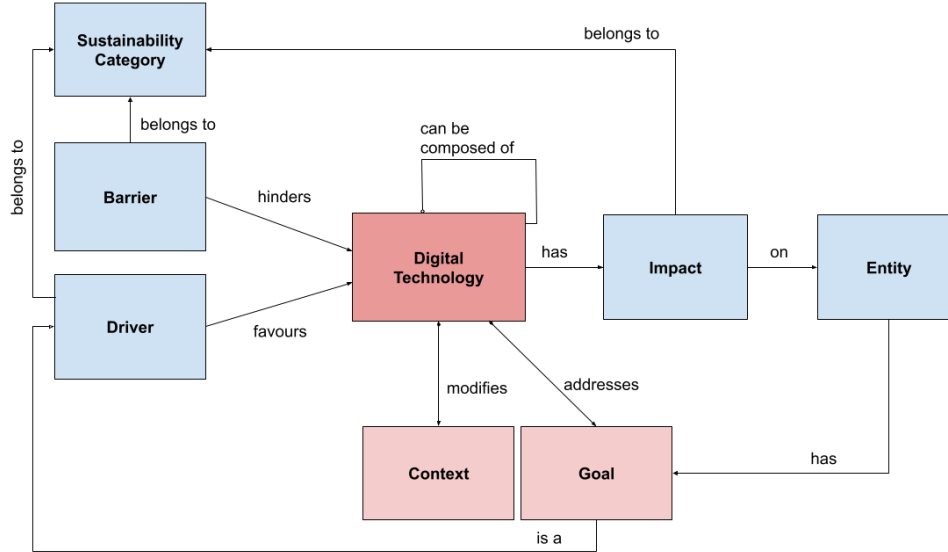 Sustainability
Category
belongs to
belongs to
belongs to
can be
composed of
Barrier
hinders
Digital
Technology
has
Impact
on
Entity
Driver
favours
modifies
addresses
Context
Goal
has
is a